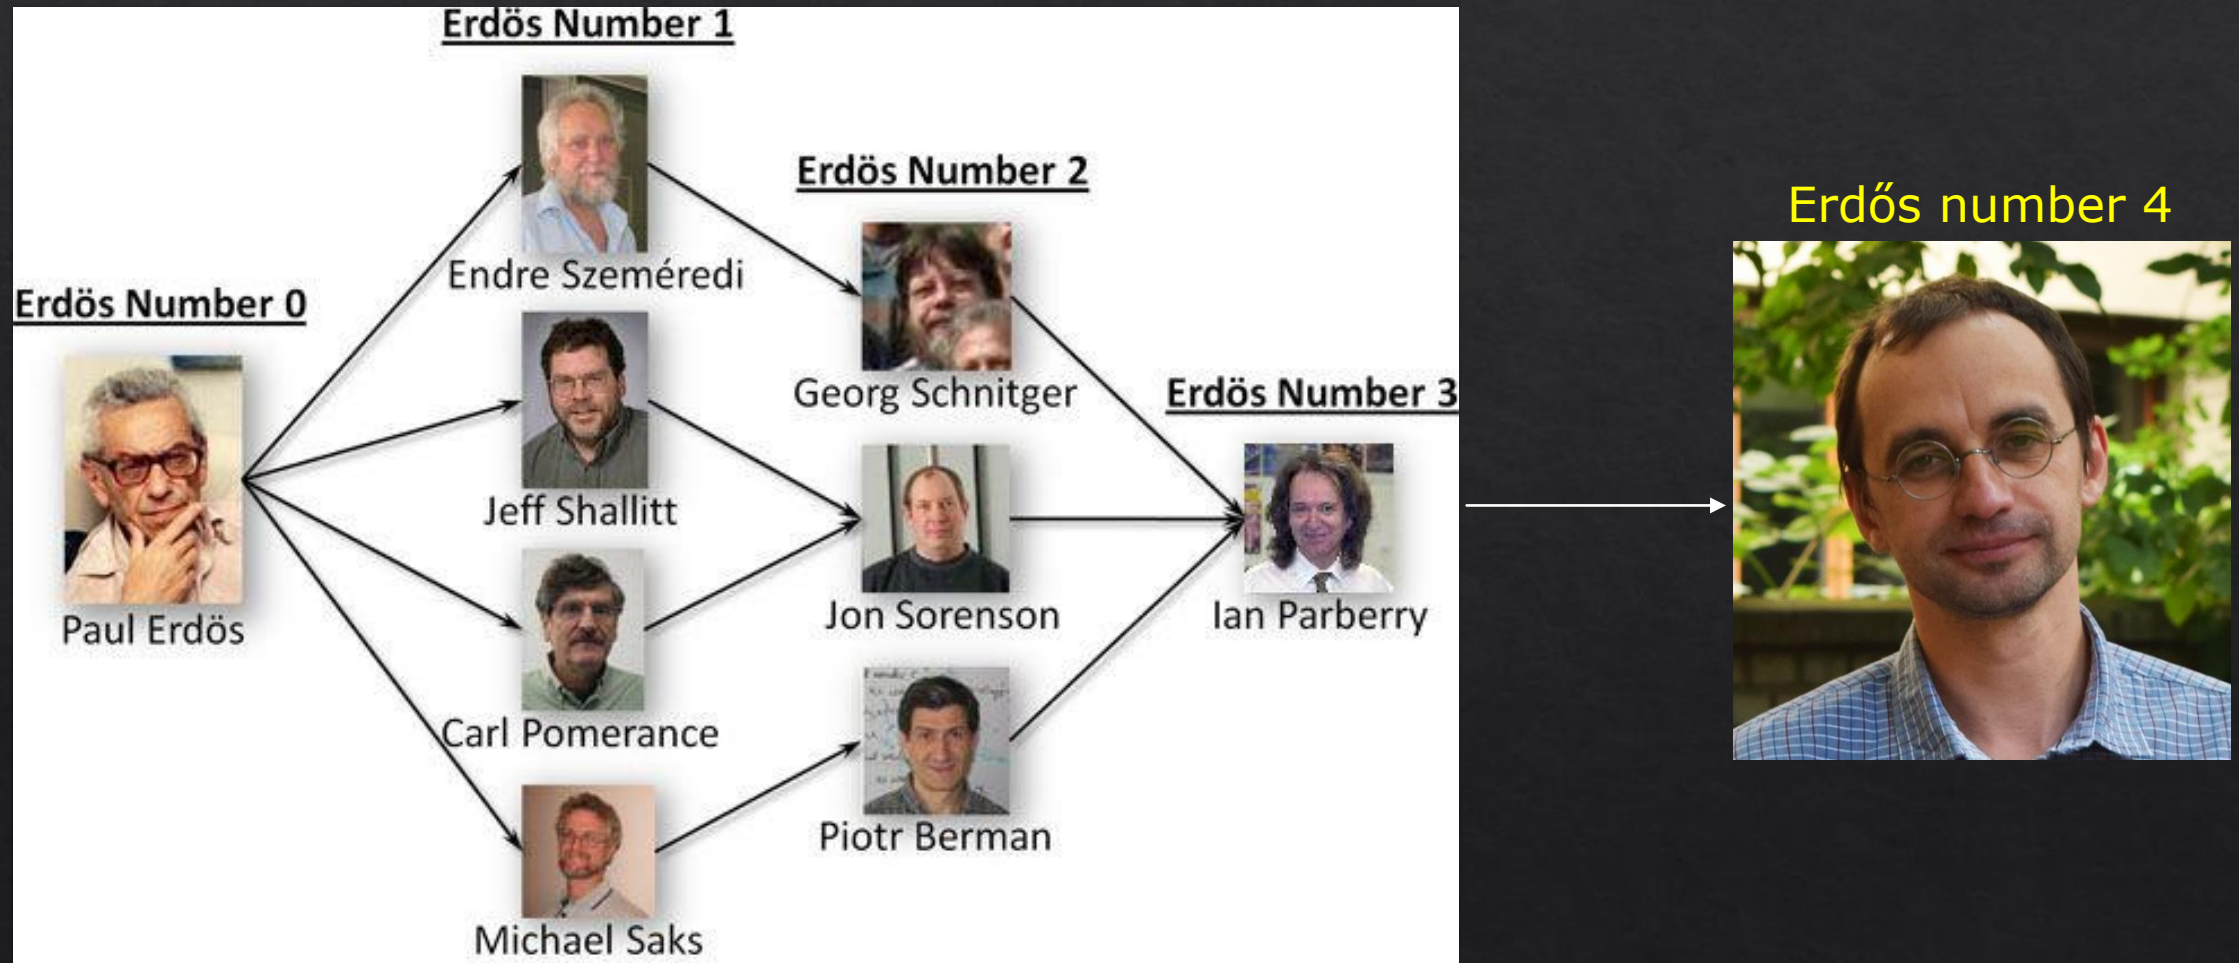 Erdös Number 0
Paul Erdös
Erdös Number 1
Endre Szeméredi
Jeff Shallitt
Carl Pomerance
Michael Saks
Erdös Number 2
Georg Schnitger
Jon Sorenson
Piotr Berman
Erdös Number 3
Ian Parberry
Erdős number 4